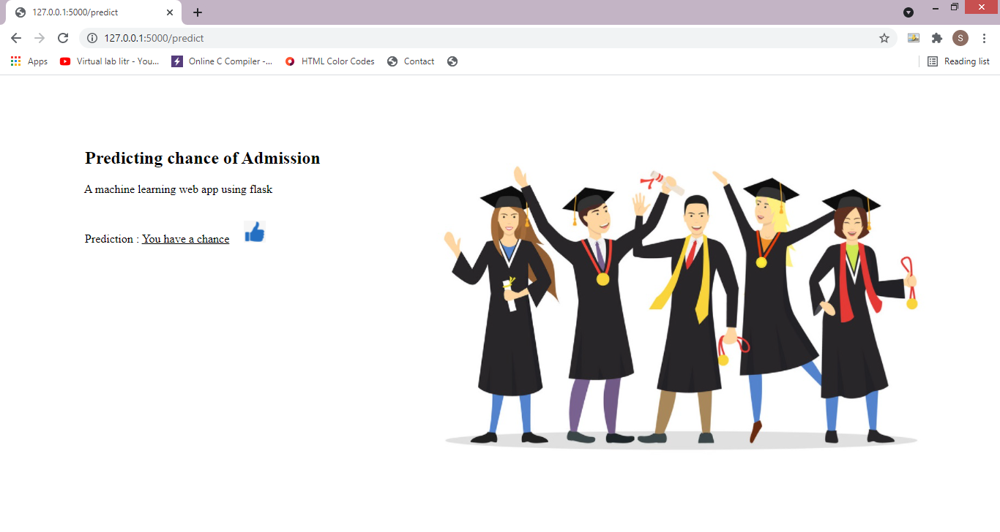 127.0.0.1:5000/predict
127.0.0.1:5000/predict
S
Apps
Virtual lab litr - You...
Online C Compiler -...
HTML Color Codes
Contact
Reading list
Predicting chance of Admission
A machine learning web app using flask
Prediction : You have a chance